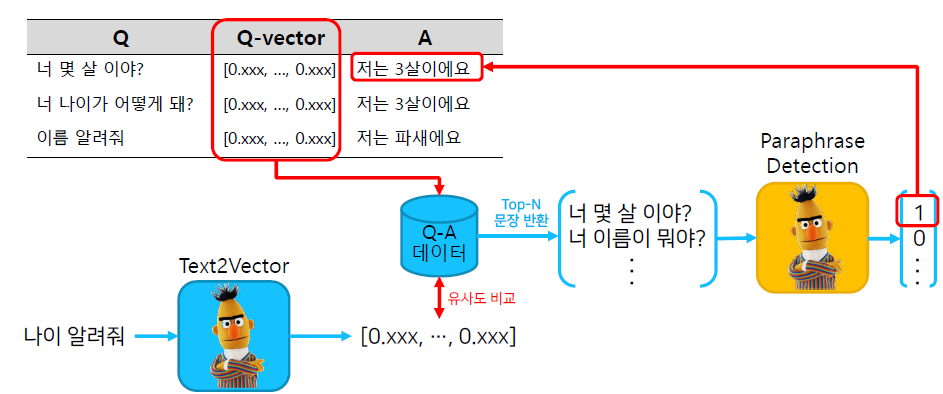 Q Q-vector A
너 몇 살 이야? [0.xxx, ..., 0.xxx] 저는 3살이에요
너 나이가 어떻게 돼? [0.xxx, ..., 0.xxx] 저는 3살이에요
이름 알려줘 [0.xxx, ..., 0.xxx] 저는 파새에요
Paraphrase
Detection
Top-N
문장 반환
Q-A
데이터
너 몇 살 이야?
너 이름이 뭐야?
⋮
1
0
⋮
Text2Vector
유사도 비교
나이 알려줘
[0.xxx, ···, 0.xxx]